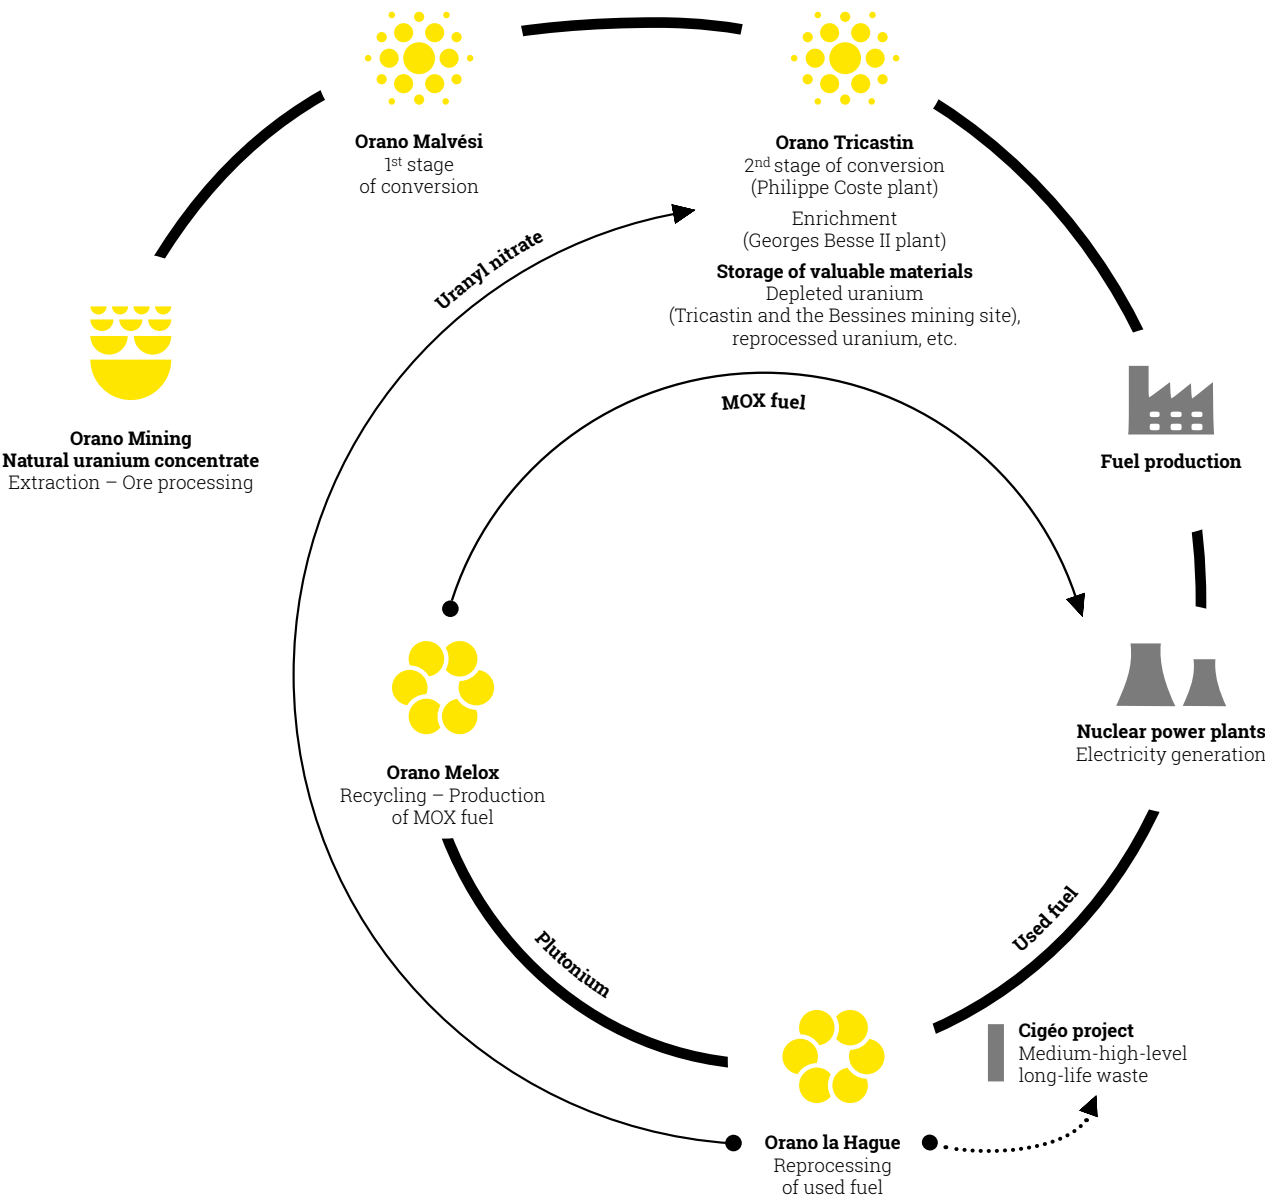 Orano Malvési
1st stage
of conversion
Orano Tricastin
2nd stage of conversion
(Philippe Coste plant)
Enrichment
(Georges Besse II plant)
Storage of valuable materials
Depleted uranium
(Tricastin and the Bessines mining site),
reprocessed uranium, etc.
Uranyl nitrate
Orano Mining
Natural uranium concentrate
Extraction – Ore processing
MOX fuel
Fuel production
Nuclear power plants
Electricity generation
Orano Melox
Recycling – Production
of MOX fuel
Used fuel
Plutonium
Cigéo project
Medium-high-level
long-life waste
Orano la Hague
Reprocessing
of used fuel